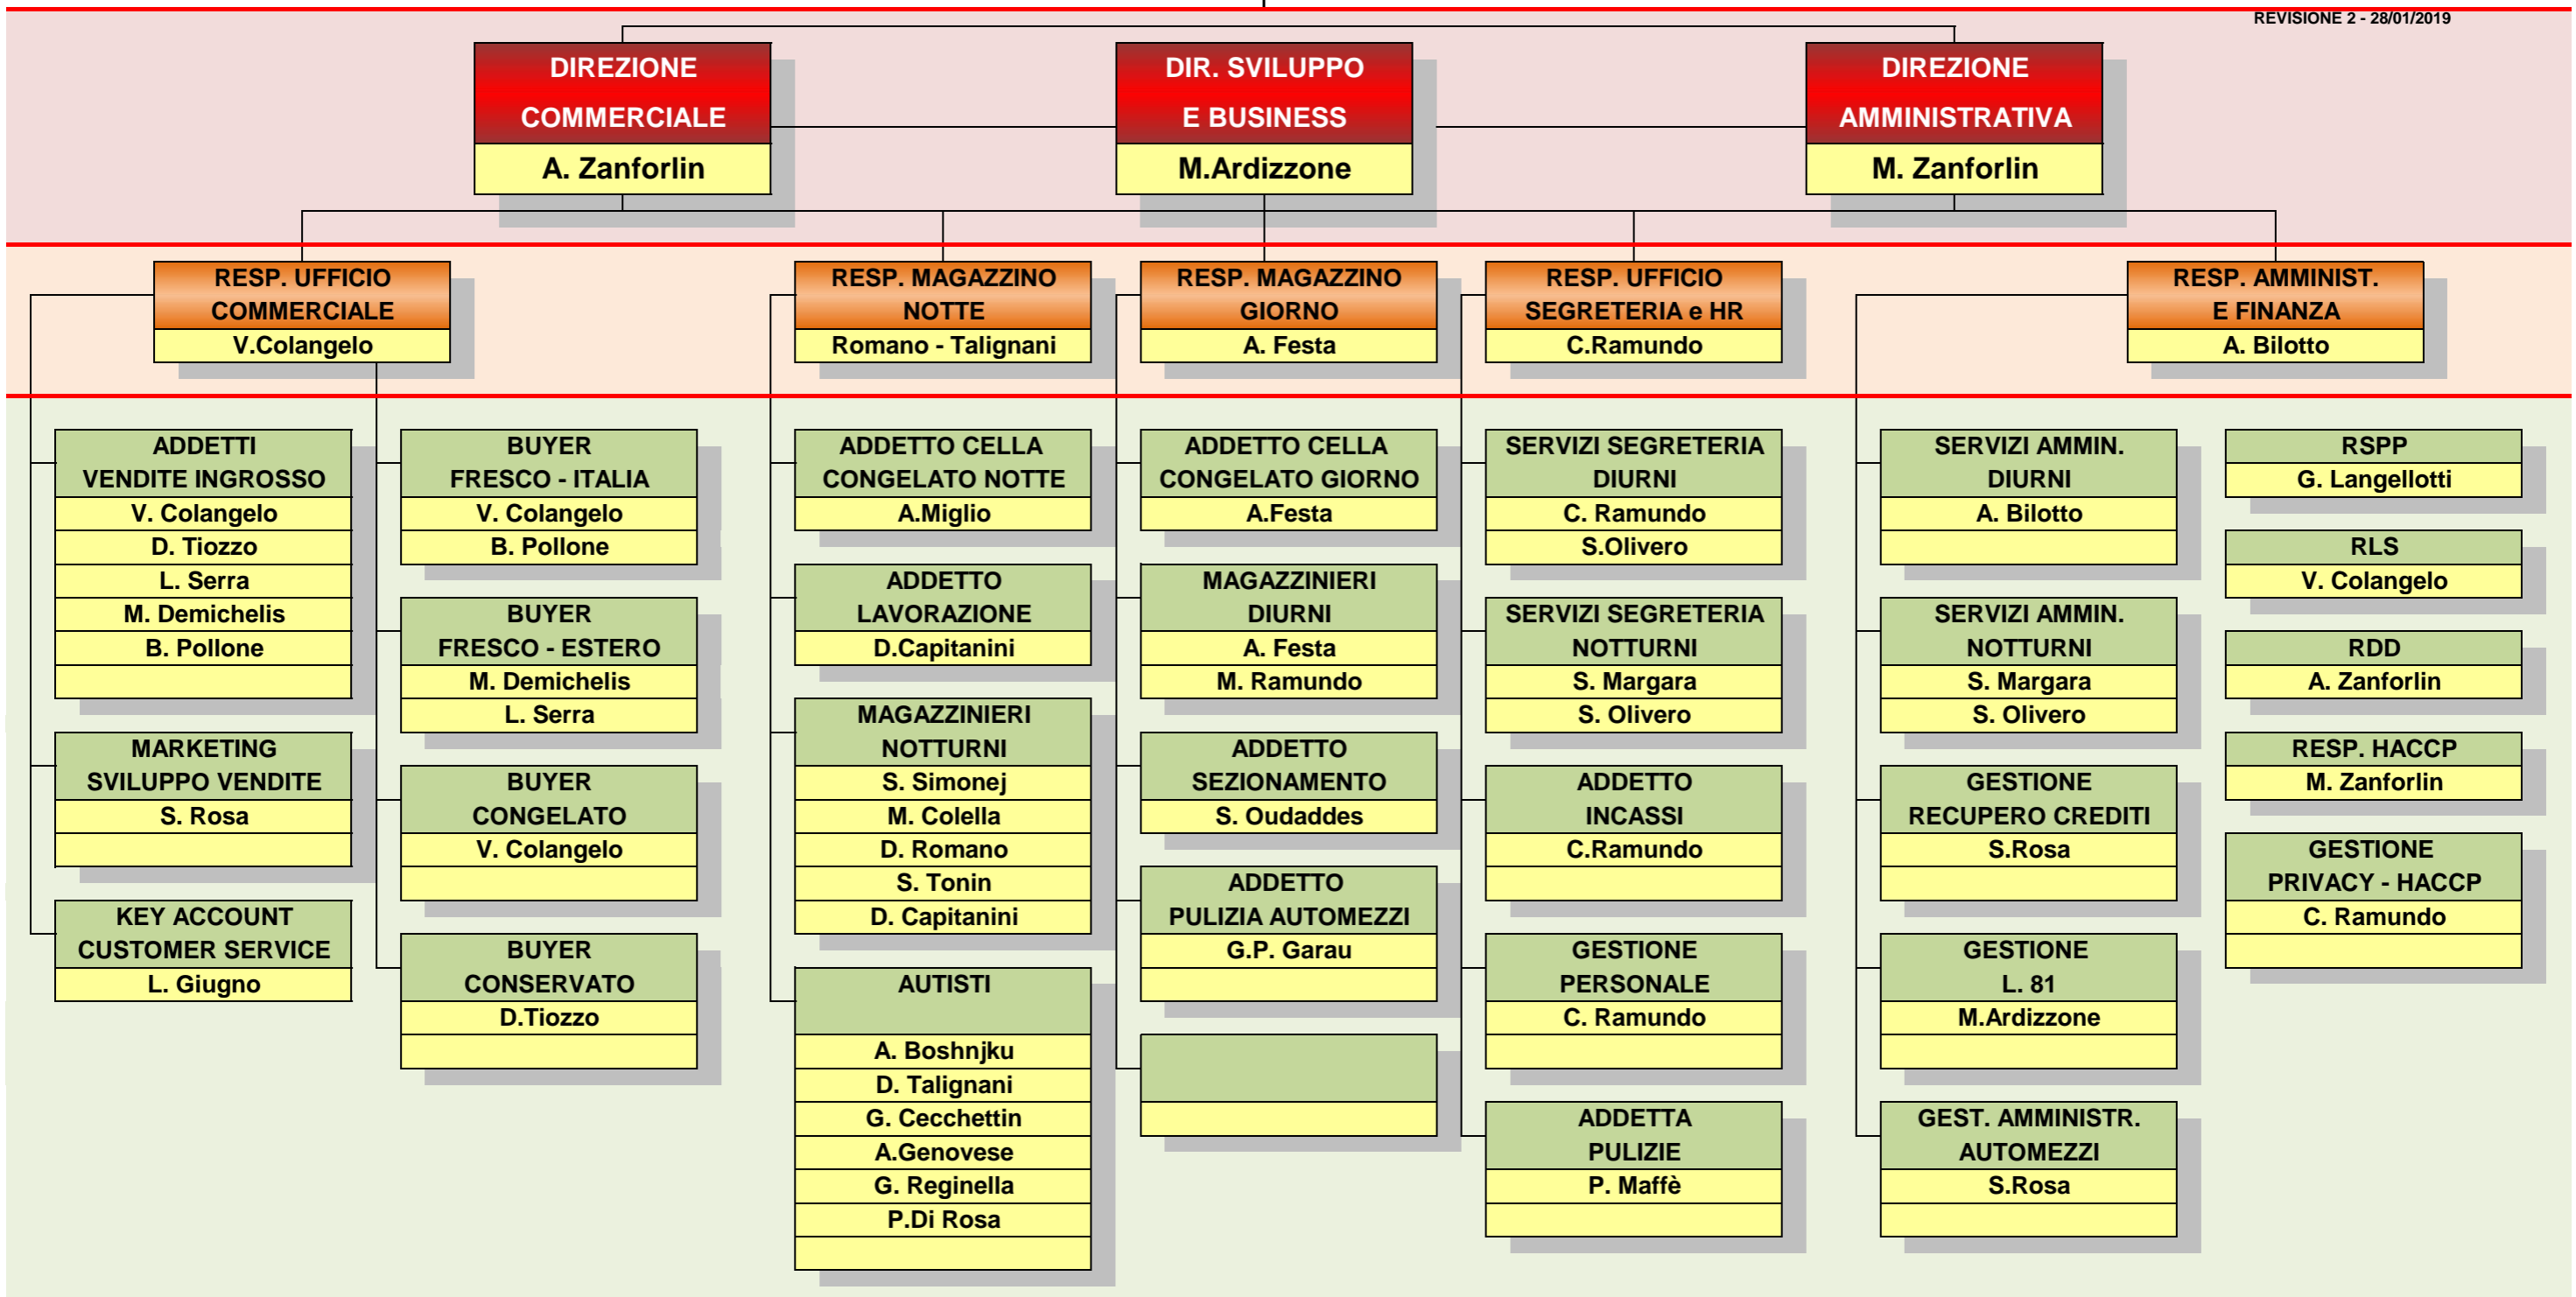 REVISIONE 2 - 28/01/2019
DIREZIONE
COMMERCIALE
A. Zanforlin
DIR. SVILUPPO
E BUSINESS
M.Ardizzone
DIREZIONE
AMMINISTRATIVA
M. Zanforlin
RESP. UFFICIO
COMMERCIALE
V.Colangelo
RESP. MAGAZZINO
NOTTE
Romano - Talignani
RESP. MAGAZZINO
GIORNO
A. Festa
RESP. UFFICIO
SEGRETERIA e HR
C.Ramundo
RESP. AMMINIST.
E FINANZA
A. Bilotto
ADDETTI
VENDITE INGROSSO
V. Colangelo
D. Tiozzo
L. Serra
M. Demichelis
B. Pollone
MARKETING
SVILUPPO VENDITE
S. Rosa
KEY ACCOUNT
CUSTOMER SERVICE
L. Giugno
BUYER
FRESCO - ITALIA
V. Colangelo
B. Pollone
BUYER
FRESCO - ESTERO
M. Demichelis
L. Serra
BUYER
CONGELATO
V. Colangelo
BUYER
CONSERVATO
D.Tiozzo
ADDETTO CELLA
CONGELATO NOTTE
A.Miglio
ADDETTO
LAVORAZIONE
D.Capitanini
MAGAZZINIERI
NOTTURNI
S. Simonej
M. Colella
D. Romano
S. Tonin
D. Capitanini
AUTISTI
A. Boshnjku
D. Talignani
G. Cecchettin
A.Genovese
G. Reginella
P.Di Rosa
ADDETTO CELLA
CONGELATO GIORNO
A.Festa
MAGAZZINIERI
DIURNI
A. Festa
M. Ramundo
ADDETTO
SEZIONAMENTO
S. Oudaddes
ADDETTO
PULIZIA AUTOMEZZI
G.P. Garau
SERVIZI SEGRETERIA
DIURNI
C. Ramundo
S.Olivero
SERVIZI SEGRETERIA
NOTTURNI
S. Margara
S. Olivero
ADDETTO
INCASSI
C.Ramundo
GESTIONE
PERSONALE
C. Ramundo
ADDETTA
PULIZIE
P. Maffè
SERVIZI AMMIN.
DIURNI
A. Bilotto
SERVIZI AMMIN.
NOTTURNI
S. Margara
S. Olivero
GESTIONE
RECUPERO CREDITI
S.Rosa
GESTIONE
L. 81
M.Ardizzone
GEST. AMMINISTR.
AUTOMEZZI
S.Rosa
RSPP
G. Langellotti
RLS
V. Colangelo
RDD
A. Zanforlin
RESP. HACCP
M. Zanforlin
GESTIONE
PRIVACY - HACCP
C. Ramundo